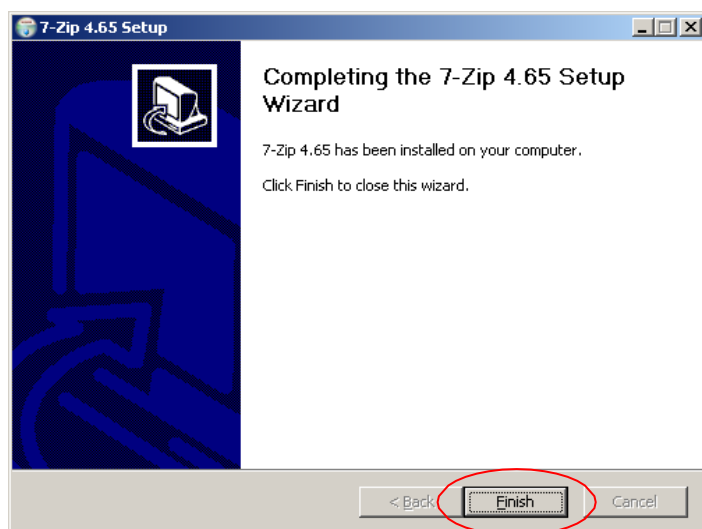 7-Zip 4.65 Setup
Completing the 7-Zip 4.65 Setup
Wizard
7-Zip 4.65 has been installed on your computer.
Click Finish to close this wizard.
< Back Finish Cancel